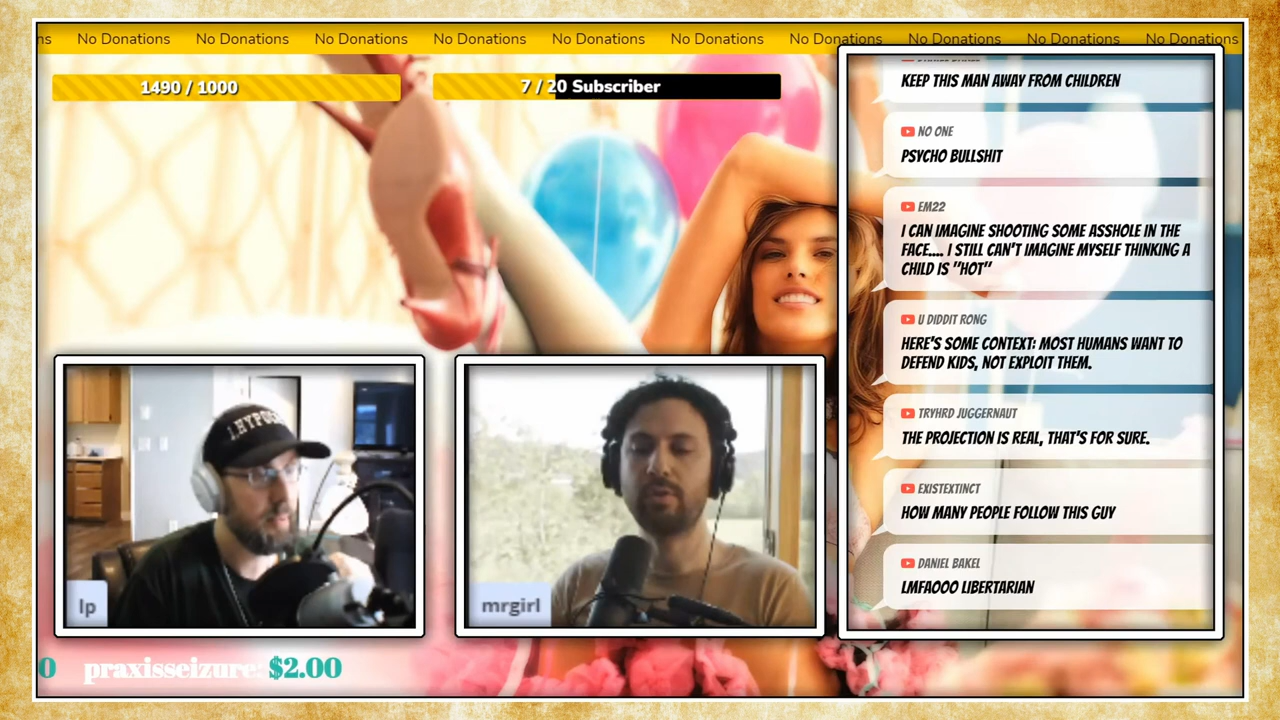 No Donations No Donations No Donations No Donations No Donations No Donations No Donations No Donations No Donations No Donations
1490 / 1000
7 / 20 Subscriber
KEEP THIS MAN AWAY FROM CHILDREN
NO ONE
PSYCHO BULLSHIT
EM22
I CAN IMAGINE SHOOTING SOME ASSHOLE IN THE
FACE.... I STILL CAN'T IMAGINE MYSELF THINKING A
CHILD IS "HOT"
U DIDDIT RONG
HERE'S SOME CONTEXT: MOST HUMANS WANT TO
DEFEND KIDS, NOT EXPLOIT THEM.
TRYHRD JUGGERNAUT
THE PROJECTION IS REAL, THAT'S FOR SURE.
EXISTEXTINCT
HOW MANY PEOPLE FOLLOW THIS GUY
DANIEL BAKEL
LMFAOOO LIBERTARIAN
lp
mrgirl
0 praxisseizure: $2.00